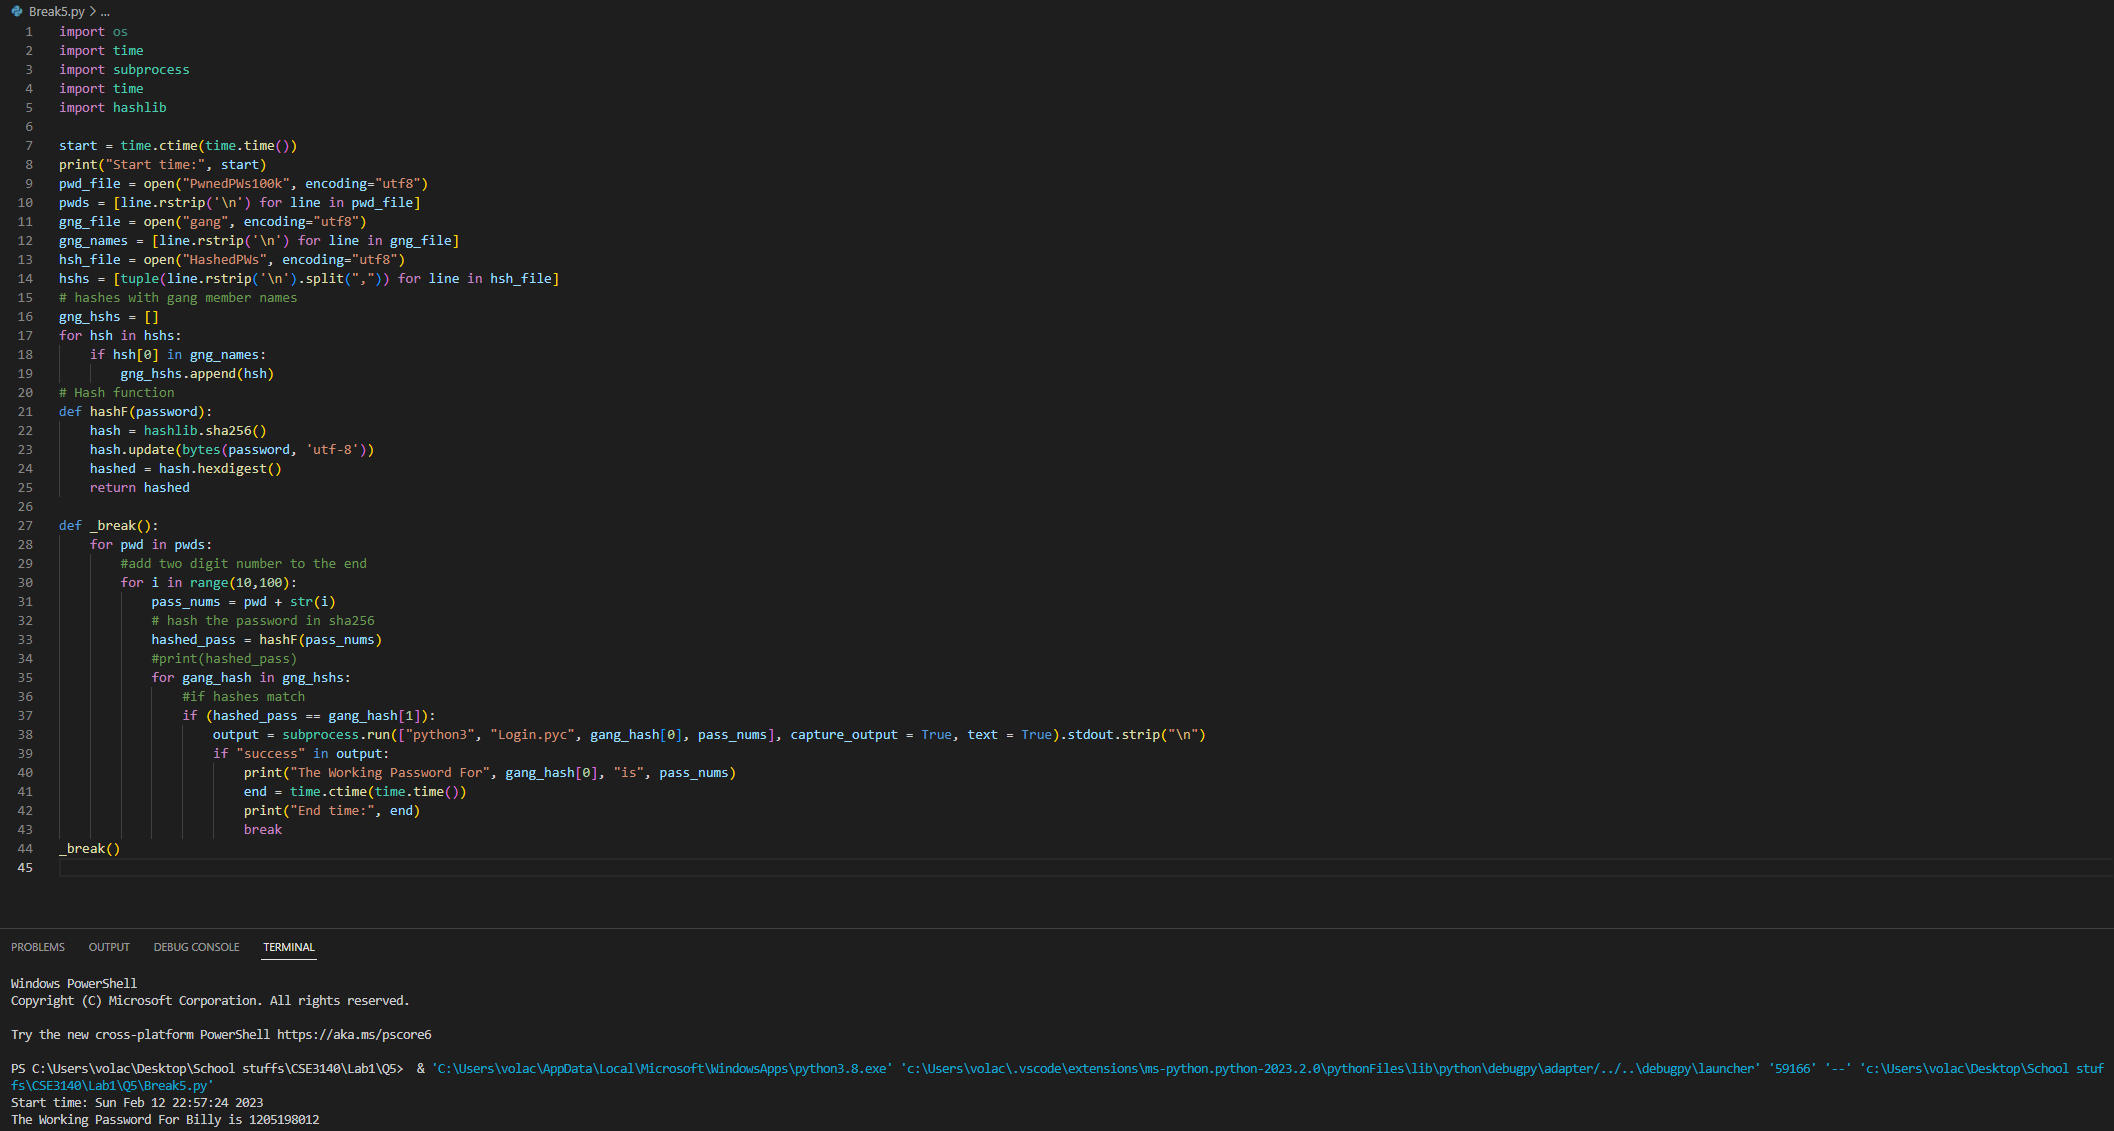 Break5.py > ...
1 import os
2 import time
3 import subprocess
4 import time
5 import hashlib
6
7 start = time.ctime(time.time())
8 print("Start time:", start)
9 pwd_file = open("PwnedPWs100k", encoding="utf8")
10 pwds = [line.rstrip('\n') for line in pwd_file]
11 gng_file = open("gang", encoding="utf8")
12 gng_names = [line.rstrip('\n') for line in gng_file]
13 hsh_file = open("HashedPWs", encoding="utf8")
14 hshs = [tuple(line.rstrip('\n').split(",")) for line in hsh_file]
15 # hashes with gang member names
16 gng_hshs = []
17 for hsh in hshs:
18     if hsh[0] in gng_names:
19         gng_hshs.append(hsh)
20 # Hash function
21 def hashF(password):
22     hash = hashlib.sha256()
23     hash.update(bytes(password, 'utf-8'))
24     hashed = hash.hexdigest()
25     return hashed
26
27 def _break():
28     for pwd in pwds:
29         #add two digit number to the end
30         for i in range(10,100):
31             pass_nums = pwd + str(i)
32             # hash the password in sha256
33             hashed_pass = hashF(pass_nums)
34             #print(hashed_pass)
35             for gang_hash in gng_hshs:
36                 #if hashes match
37                 if (hashed_pass == gang_hash[1]):
38                     output = subprocess.run(["python3", "Login.pyc", gang_hash[0], pass_nums], capture_output = True, text = True).stdout.strip("\n")
39                     if "success" in output:
40                         print("The Working Password For", gang_hash[0], "is", pass_nums)
41                         end = time.ctime(time.time())
42                         print("End time:", end)
43                         break
44 _break()
45
PROBLEMS OUTPUT DEBUG CONSOLE TERMINAL
Windows PowerShell
Copyright (C) Microsoft Corporation. All rights reserved.
Try the new cross-platform PowerShell https://aka.ms/pscore6
PS C:\Users\volac\Desktop\School stuffs\CSE3140\Lab1\Q5>  & 'C:\Users\volac\AppData\Local\Microsoft\WindowsApps\python3.8.exe' 'c:\Users\volac\.vscode\extensions\ms-python.python-2023.2.0\pythonFiles\lib\python\debugpy\adapter/../..\debugpy\launcher' '59166' '--' 'c:\Users\volac\Desktop\School stuf
fs\CSE3140\Lab1\Q5\Break5.py'
Start time: Sun Feb 12 22:57:24 2023
The Working Password For Billy is 1205198012